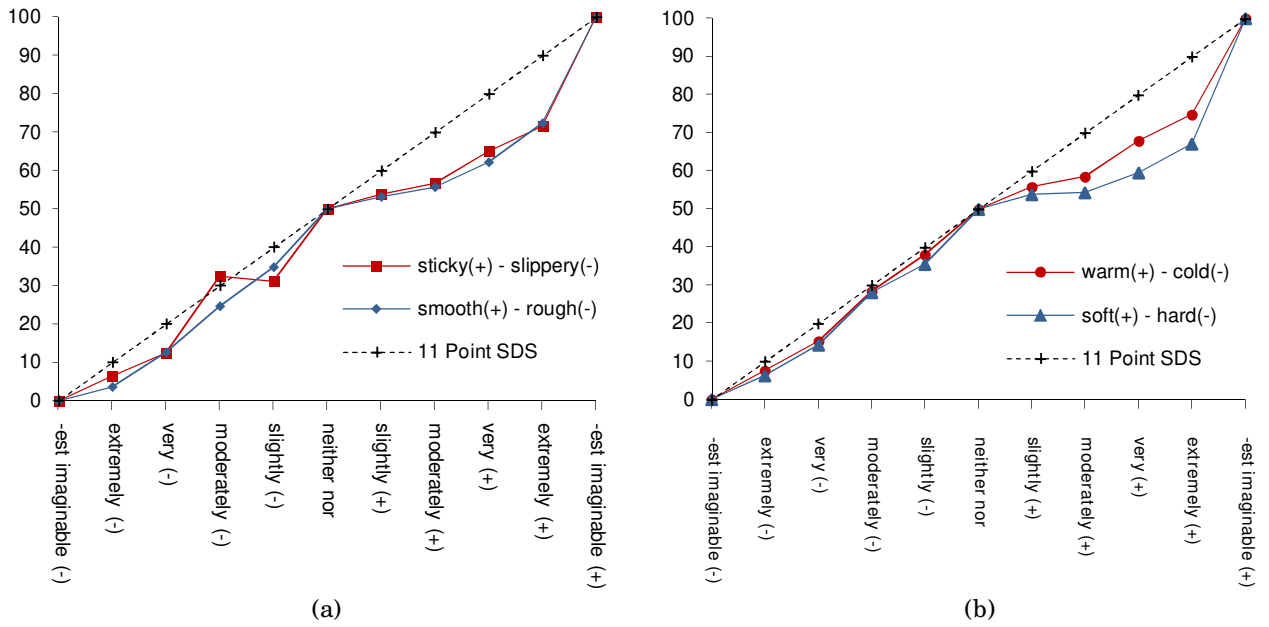 100
90
80
70
60
50
40
30
20
10
0
sticky(+) - slippery(-)
smooth(+) - rough(-)
11 Point SDS
-est imaginable (-)
extremely (-)
very (-)
moderately (-)
slightly (-)
neither nor
slightly (+)
moderately (+)
very (+)
extremely (+)
-est imaginable (+)
(a)
100
90
80
70
60
50
40
30
20
10
0
warm(+) - cold(-)
soft(+) - hard(-)
11 Point SDS
-est imaginable (-)
extremely (-)
very (-)
moderately (-)
slightly (-)
neither nor
slightly (+)
moderately (+)
very (+)
extremely (+)
-est imaginable (+)
(b)